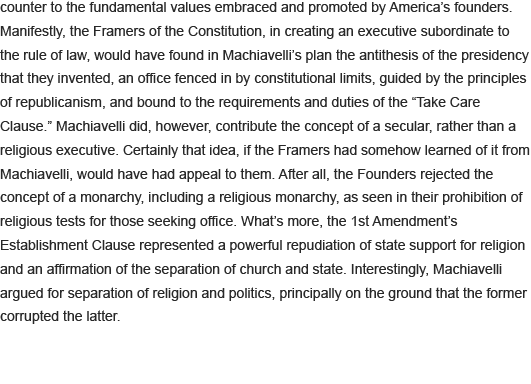 counter to the fundamental values embraced and promoted by America’s founders.
Manifestly, the Framers of the Constitution, in creating an executive subordinate to
the rule of law, would have found in Machiavelli’s plan the antithesis of the presidency
that they invented, an office fenced in by constitutional limits, guided by the principles
of republicanism, and bound to the requirements and duties of the “Take Care
Clause.” Machiavelli did, however, contribute the concept of a secular, rather than a
religious executive. Certainly that idea, if the Framers had somehow learned of it from
Machiavelli, would have had appeal to them. After all, the Founders rejected the
concept of a monarchy, including a religious monarchy, as seen in their prohibition of
religious tests for those seeking office. What’s more, the 1st Amendment’s
Establishment Clause represented a powerful repudiation of state support for religion
and an affirmation of the separation of church and state. Interestingly, Machiavelli
argued for separation of religion and politics, principally on the ground that the former
corrupted the latter.